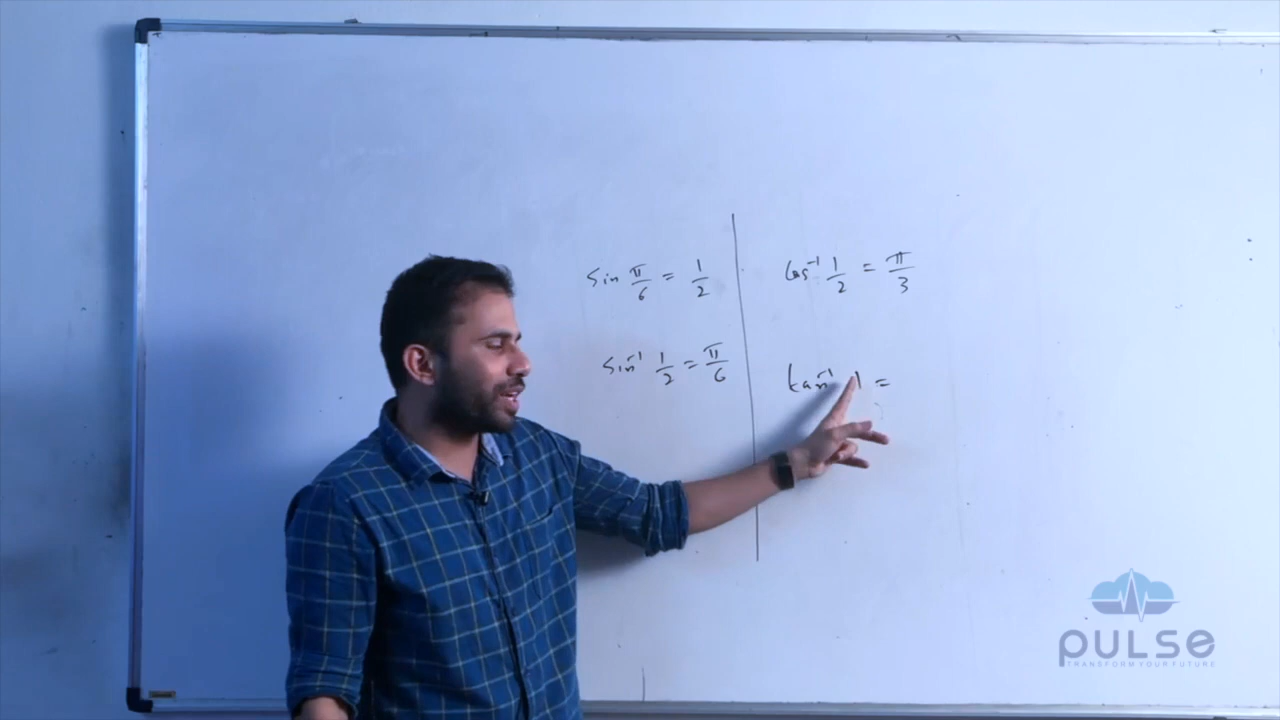 sin π/6 = 1/2
sin⁻¹ 1/2 = π/6
cos⁻¹ 1/2 = π/3
tan⁻¹ 1 =
PULSE
TRANSFORM YOUR FUTURE